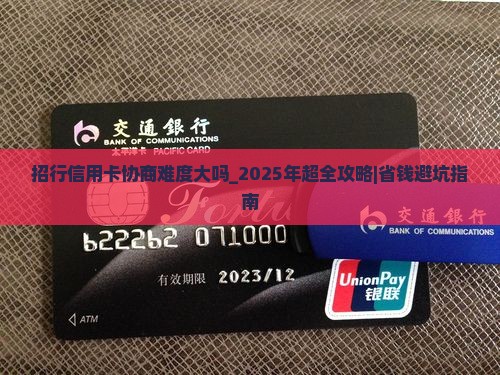 交通銀行
BANK OF COMMUNICATIONS
太平洋卡 PACIFIC CARD
招行信用卡协商难度大吗_2025年超全攻略|省钱避坑指
南
交通銀行
BANK OF COMMUNICATIONS
622262 071000
有效期限 2023/12
UnionPay
银联
ATM